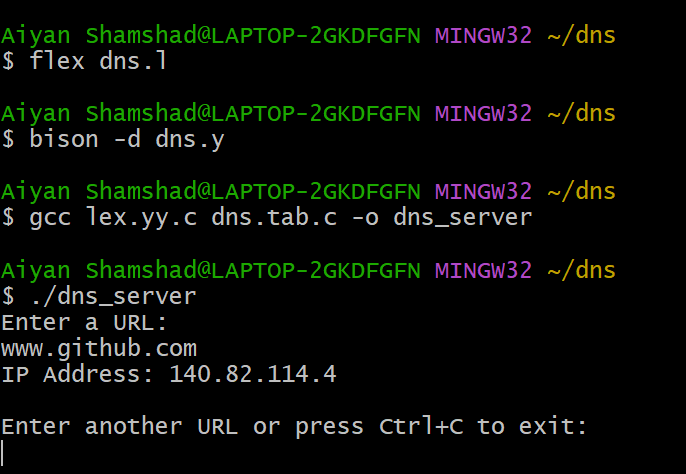 Aiyan Shamshad@LAPTOP-2GKDFGFN MINGW32 ~/dns
$ flex dns.l
Aiyan Shamshad@LAPTOP-2GKDFGFN MINGW32 ~/dns
$ bison -d dns.y
Aiyan Shamshad@LAPTOP-2GKDFGFN MINGW32 ~/dns
$ gcc lex.yy.c dns.tab.c -o dns_server
Aiyan Shamshad@LAPTOP-2GKDFGFN MINGW32 ~/dns
$ ./dns_server
Enter a URL:
www.github.com
IP Address: 140.82.114.4
Enter another URL or press Ctrl+C to exit: